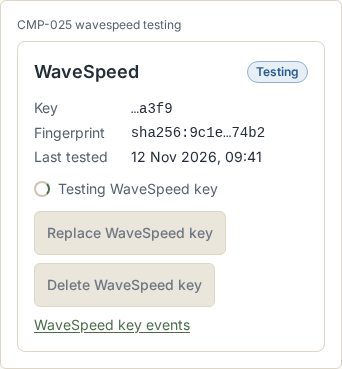 CMP-025 wavespeed testing
WaveSpeed
Testing
Key …a3f9
Fingerprint sha256:9c1e…74b2
Last tested 12 Nov 2026, 09:41
Testing WaveSpeed key
Replace WaveSpeed key
Delete WaveSpeed key
WaveSpeed key events